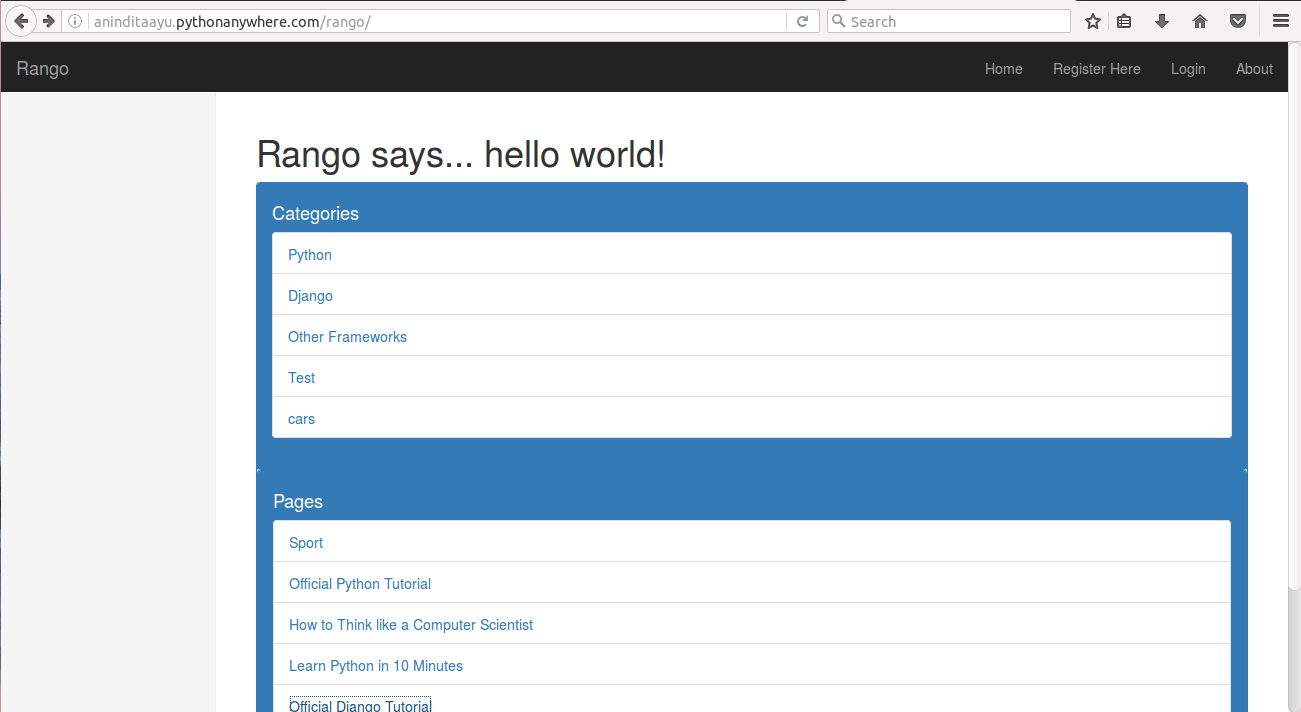 aninditaayu.pythonanywhere.com/rango/
Search
Rango
Home
Register Here
Login
About
Rango says... hello world!
Categories
Python
Django
Other Frameworks
Test
cars
Pages
Sport
Official Python Tutorial
How to Think like a Computer Scientist
Learn Python in 10 Minutes
Official Django Tutorial